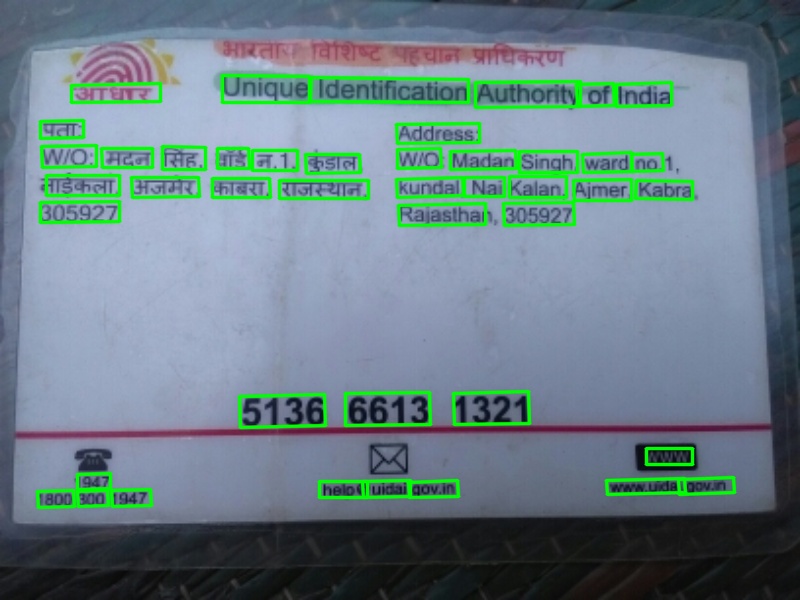 भारतीय विशिष्ट पहचान प्राधिकरण
आधार
Unique Identification Authority of India
पता:
W/O: मदन सिंह, वॉर्ड न.1, कुंडाल
नाईकलां, अजमेर, काबरा, राजस्थान,
305927
Address:
W/O: Madan Singh, ward no.1,
kundal Nai Kalan, Ajmer, Kabra,
Rajasthan, 305927
5136 6613 1321
1947
1800 300 1947
help@uidai.gov.in
www
www.uidai.gov.in